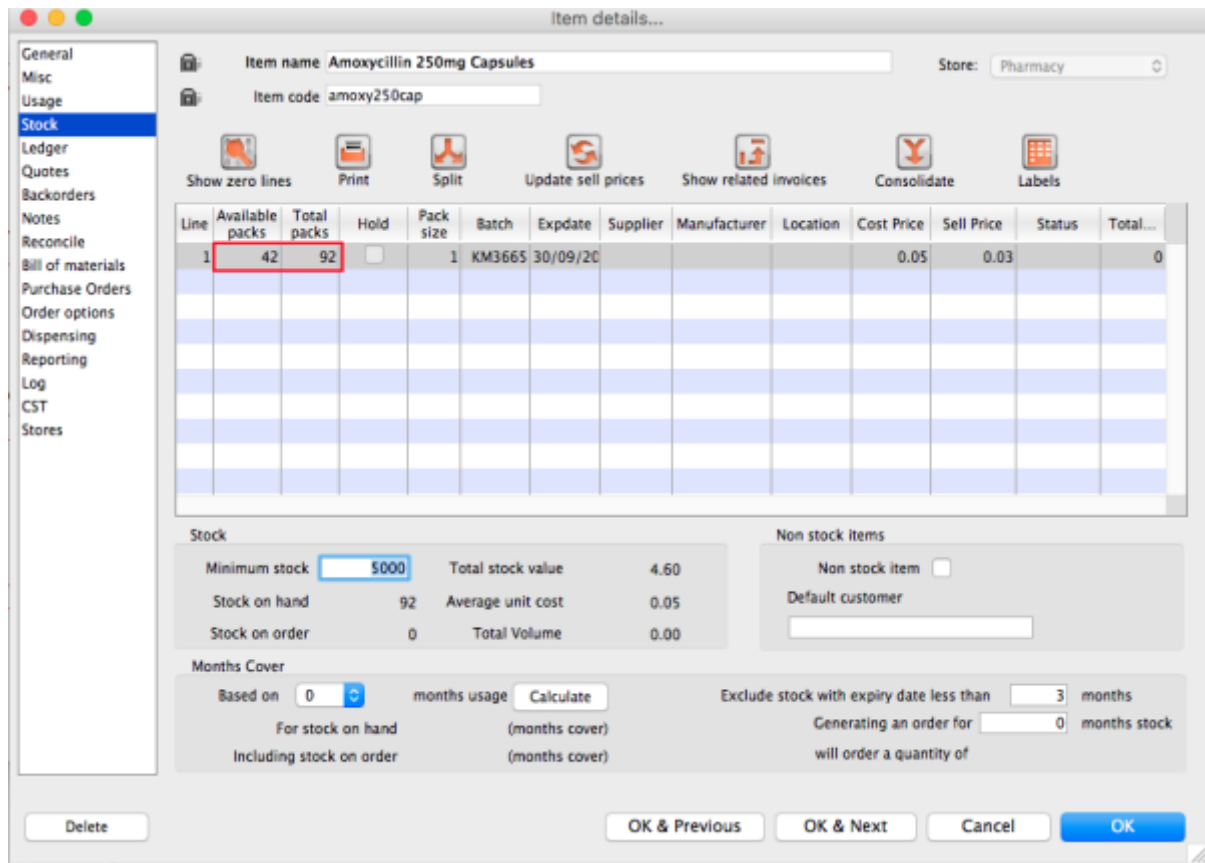 Item details...
General
Misc
Usage
Stock
Ledger
Quotes
Backorders
Notes
Reconcile
Bill of materials
Purchase Orders
Order options
Dispensing
Reporting
Log
CST
Stores
Item name Amoxycillin 250mg Capsules Store: Pharmacy
Item code amoxy250cap
Show zero lines Print Split Update sell prices Show related invoices Consolidate Labels
Line Available packs Total packs Hold Pack size Batch Expdate Supplier Manufacturer Location Cost Price Sell Price Status Total...
1 42 92 1 KM3665 30/09/20 0.05 0.03 0
Stock Non stock items
Minimum stock 5000 Total stock value 4.60 Non stock item
Stock on hand 92 Average unit cost 0.05 Default customer
Stock on order 0 Total Volume 0.00
Months Cover
Based on 0 months usage Calculate Exclude stock with expiry date less than 3 months
For stock on hand (months cover) Generating an order for 0 months stock
Including stock on order (months cover) will order a quantity of
Delete OK & Previous OK & Next Cancel OK